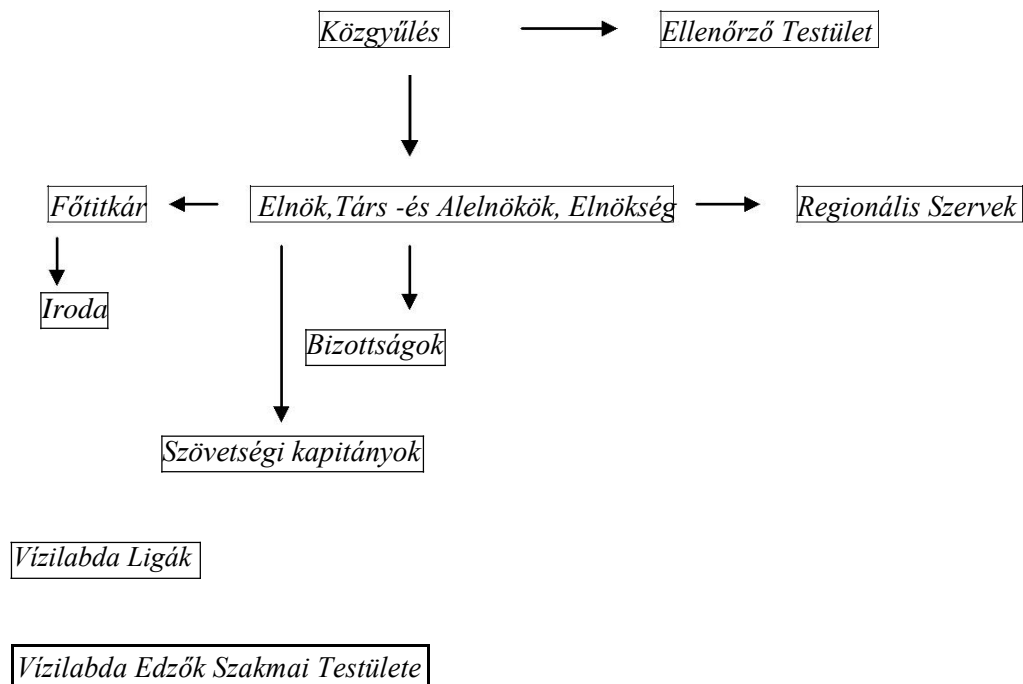 Közgyűlés
Ellenőrző Testület
Főtitkár
Elnök,Társ -és Alelnökök, Elnökség
Regionális Szervek
Iroda
Bizottságok
Szövetségi kapitányok
Vízilabda Ligák
Vízilabda Edzők Szakmai Testülete